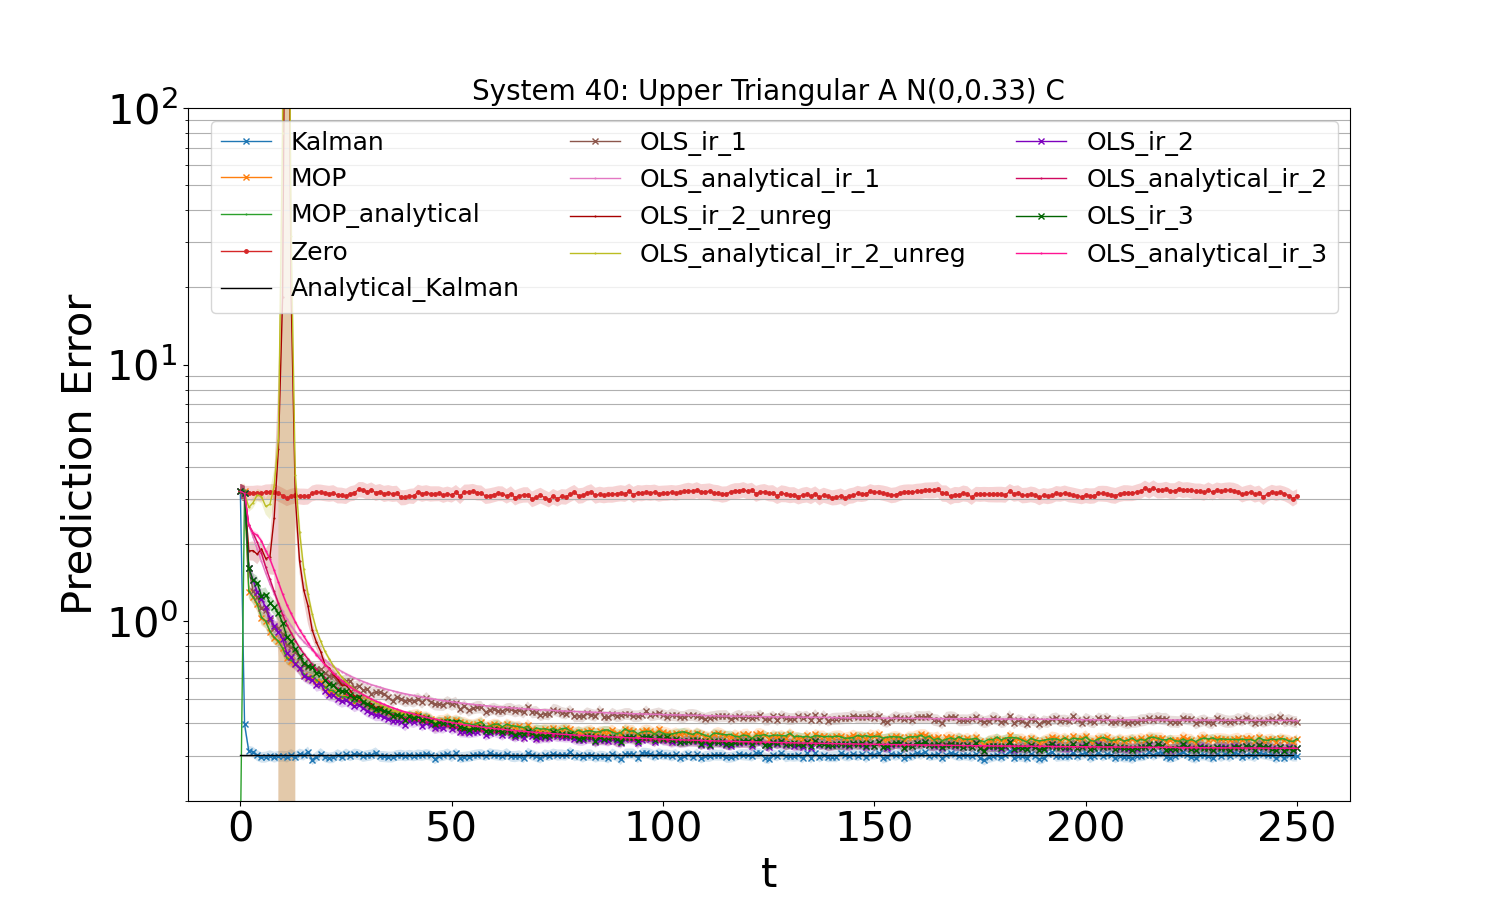 System 40: Upper Triangular A N(0,0.33) C
Prediction Error
10²
10¹
10⁰
Kalman
MOP
MOP_analytical
Zero
Analytical_Kalman
OLS_ir_1
OLS_analytical_ir_1
OLS_ir_2_unreg
OLS_analytical_ir_2_unreg
OLS_ir_2
OLS_analytical_ir_2
OLS_ir_3
OLS_analytical_ir_3
0 50 100 150 200 250
t